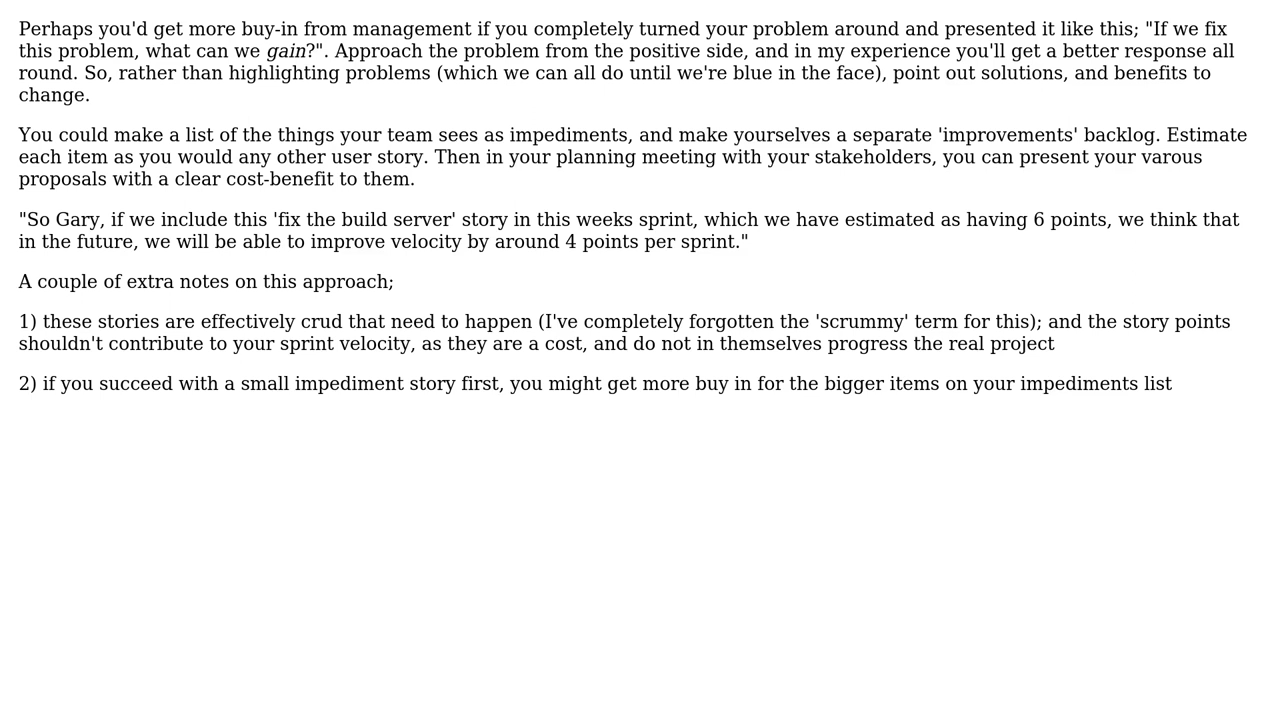 Perhaps you'd get more buy-in from management if you completely turned your problem around and presented it like this; "If we fix
this problem, what can we gain?". Approach the problem from the positive side, and in my experience you'll get a better response all
round. So, rather than highlighting problems (which we can all do until we're blue in the face), point out solutions, and benefits to
change.
You could make a list of the things your team sees as impediments, and make yourselves a separate 'improvements' backlog. Estimate
each item as you would any other user story. Then in your planning meeting with your stakeholders, you can present your varous
proposals with a clear cost-benefit to them.
"So Gary, if we include this 'fix the build server' story in this weeks sprint, which we have estimated as having 6 points, we think that
in the future, we will be able to improve velocity by around 4 points per sprint."
A couple of extra notes on this approach;
1) these stories are effectively crud that need to happen (I've completely forgotten the 'scrummy' term for this); and the story points
shouldn't contribute to your sprint velocity, as they are a cost, and do not in themselves progress the real project
2) if you succeed with a small impediment story first, you might get more buy in for the bigger items on your impediments list